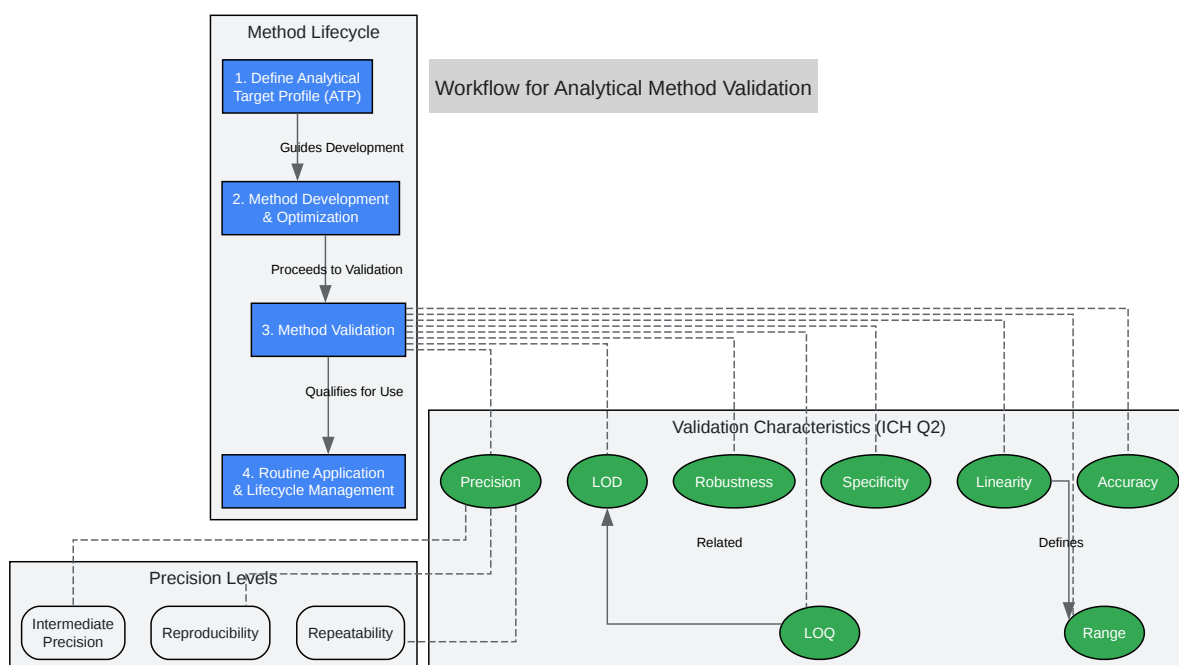 Method Lifecycle
1. Define Analytical
Target Profile (ATP)
Workflow for Analytical Method Validation
Guides Development
2. Method Development
& Optimization
Proceeds to Validation
3. Method Validation
Qualifies for Use
4. Routine Application
& Lifecycle Management
Validation Characteristics (ICH Q2)
Precision
LOD
Robustness
Specificity
Linearity
Accuracy
Related
Defines
LOQ
Range
Precision Levels
Intermediate
Precision
Reproducibility
Repeatability